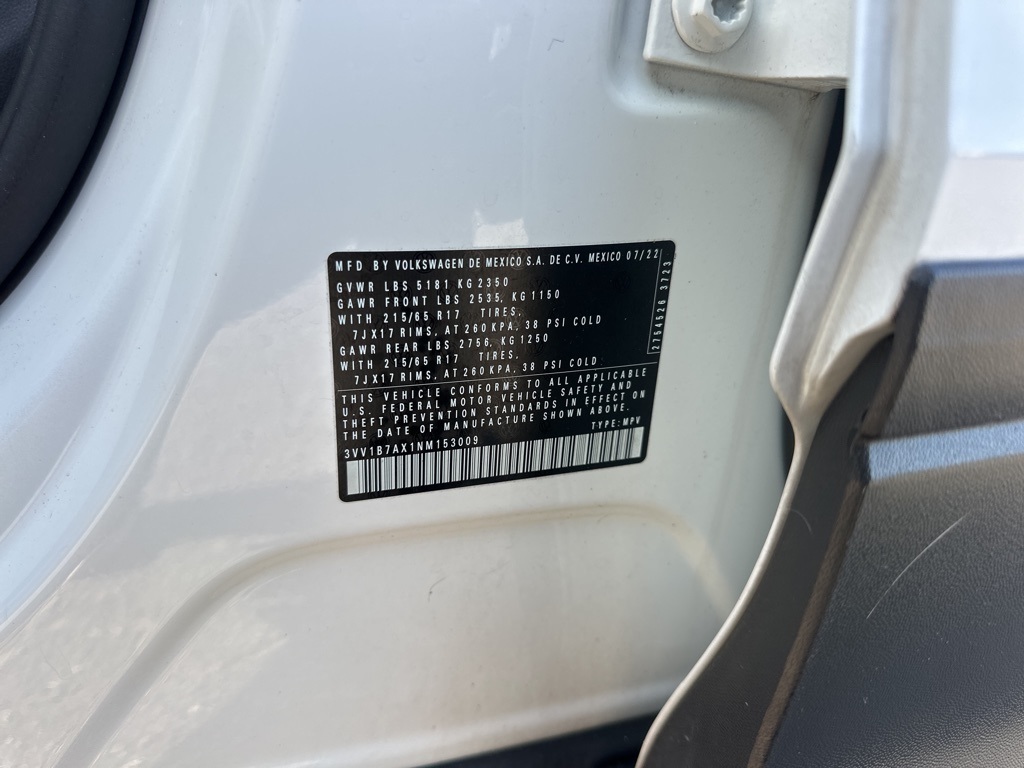 MFD BY VOLKSWAGEN DE MEXICO S.A. DE C.V. MEXICO 07/22
GVWR LBS 5181 KG 2350
GAWR FRONT LBS 2535, KG 1150
WITH 215/65 R17 TIRES,
7JX17 RIMS, AT 260 KPA, 38 PSI COLD
GAWR REAR LBS 2756, KG 1250
WITH 215/65 R17 TIRES.
7JX17 RIMS, AT 260 KPA, 38 PSI COLD
2754526 3723
THIS VEHICLE CONFORMS TO ALL APPLICABLE
U.S. FEDERAL MOTOR VEHICLE SAFETY AND
THEFT PREVENTION STANDARDS IN EFFECT ON
THE DATE OF MANUFACTURE SHOWN ABOVE.
3VV1B7AX1NM153009 TYPE: MPV